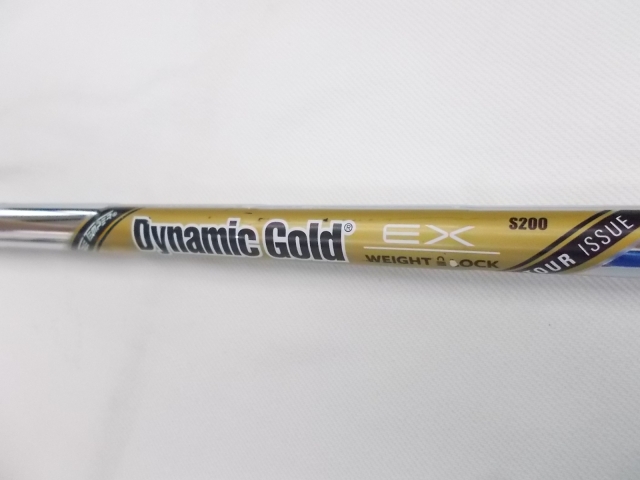 Dynamic Gold®
EX
WEIGHT LOCK
S200
TOUR ISSUE